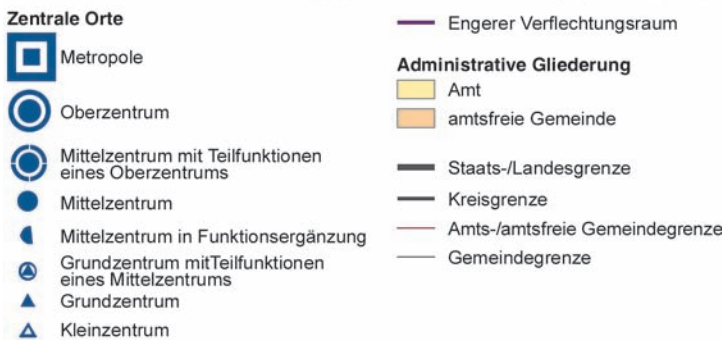 Zentrale Orte
Metropole
Oberzentrum
Mittelzentrum mit Teilfunktionen
eines Oberzentrums
Mittelzentrum
Mittelzentrum in Funktionsergänzung
Grundzentrum mitTeilfunktionen
eines Mittelzentrums
Grundzentrum
Kleinzentrum
Engerer Verflechtungsraum
Administrative Gliederung
Amt
amtsfreie Gemeinde
Staats-/Landesgrenze
Kreisgrenze
Amts-/amtsfreie Gemeindegrenze
Gemeindegrenze